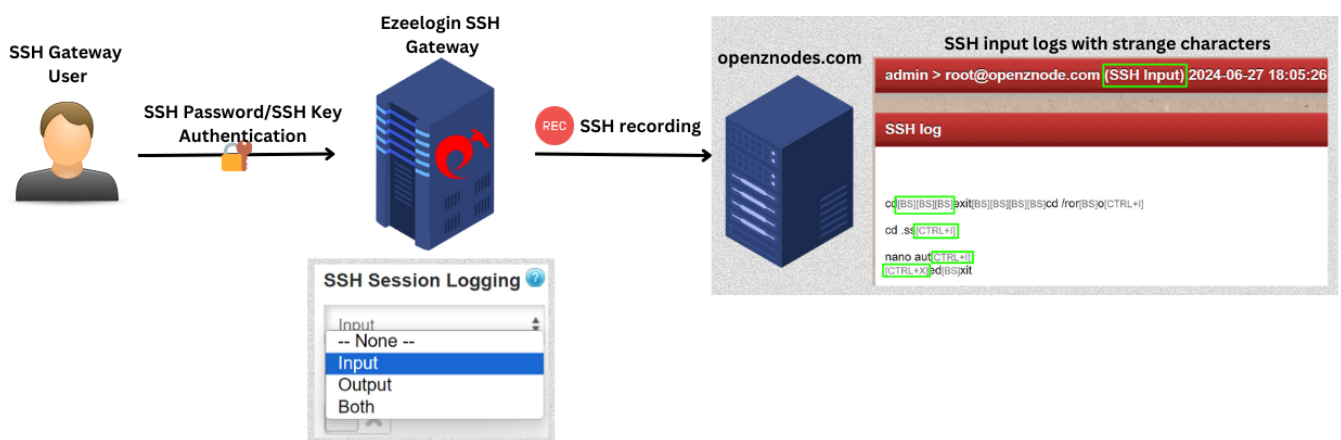 SSH Gateway
User
SSH Password/SSH Key
Authentication
Ezeelogin SSH
Gateway
REC
SSH recording
openznodes.com
SSH input logs with strange characters
admin > root@openznode.com (SSH Input) 2024-06-27 18:05:26
SSH log
cd[BS][BS][BS]exit[BS][BS][BS][BS]cd /ror[BS]o[CTRL+I]
cd .ss[CTRL+I]
nano aut[CTRL+I]
[CTRL+X]ed[BS]xit
SSH Session Logging ?
Input
-- None --
Input
Output
Both